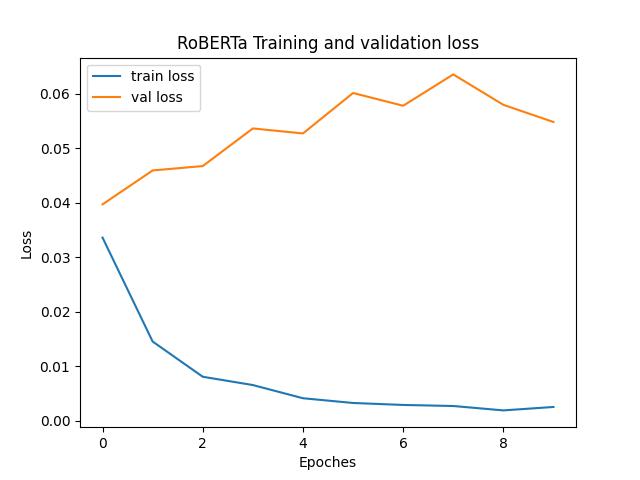 RoBERTa Training and validation loss
train loss
val loss
0.06
0.05
0.04
0.03
0.02
0.01
0.00
Loss
0 2 4 6 8
Epoches